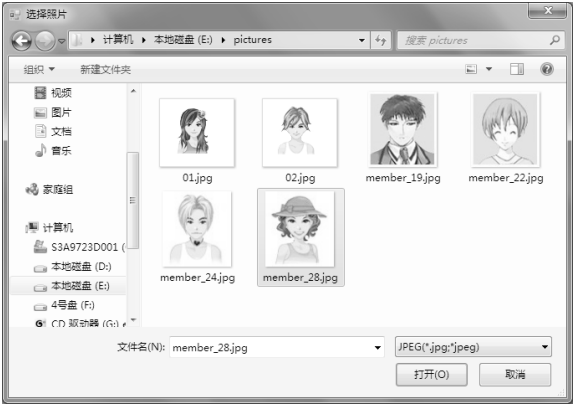 选择照片
计算机 ▸ 本地磁盘 (E:) ▸ pictures
搜索 pictures
组织 新建文件夹
视频
图片
文档
音乐
家庭组
计算机
S3A9723D001 (
本地磁盘 (D:)
本地磁盘 (E:)
4号盘 (F:)
CD 驱动器 (G:)
01.jpg 02.jpg member_19.jpg member_22.jpg
member_24.jpg member_28.jpg
文件名(N): member_28.jpg JPEG(*.jpg;*jpeg)
打开(O) 取消